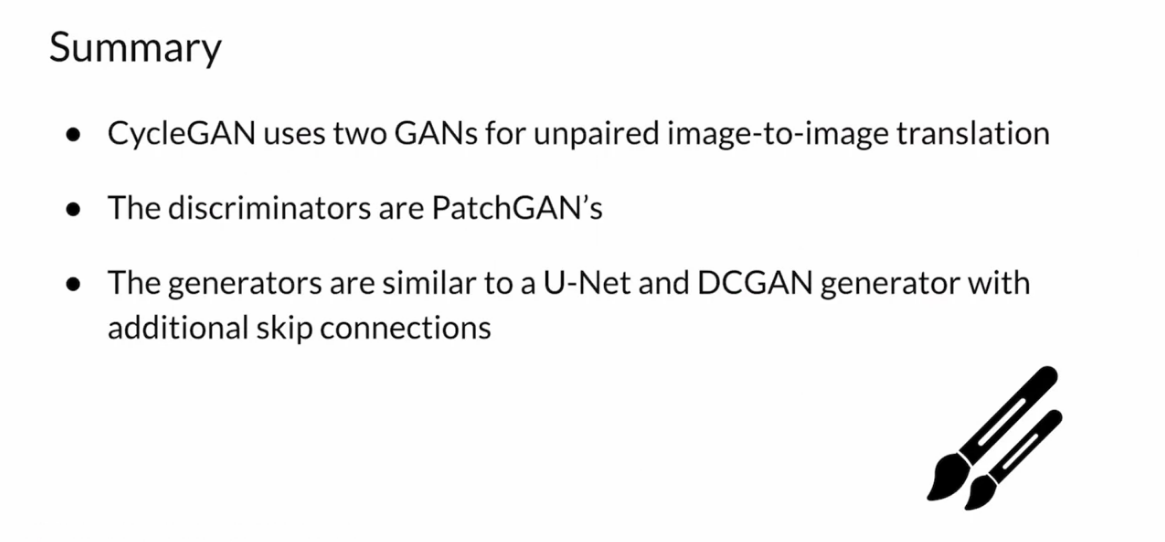 Summary
● CycleGAN uses two GANs for unpaired image-to-image translation
● The discriminators are PatchGAN’s
● The generators are similar to a U-Net and DCGAN generator with
additional skip connections